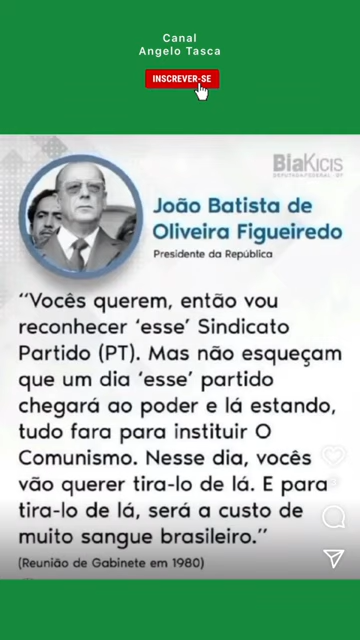 Canal
Angelo Tasca
INSCREVER-SE
BIaKICIS
DEPUTADA FEDERAL - DF
João Batista de
Oliveira Figueiredo
Presidente da República
“Vocês querem, então vou
reconhecer ‘esse’ Sindicato
Partido (PT). Mas não esqueçam
que um dia ‘esse’ partido
chegará ao poder e lá estando,
tudo fara para instituir O
Comunismo. Nesse dia, vocês
vão querer tira-lo de lá. E para
tira-lo de lá, será a custo de
muito sangue brasileiro.”
(Reunião de Gabinete em 1980)